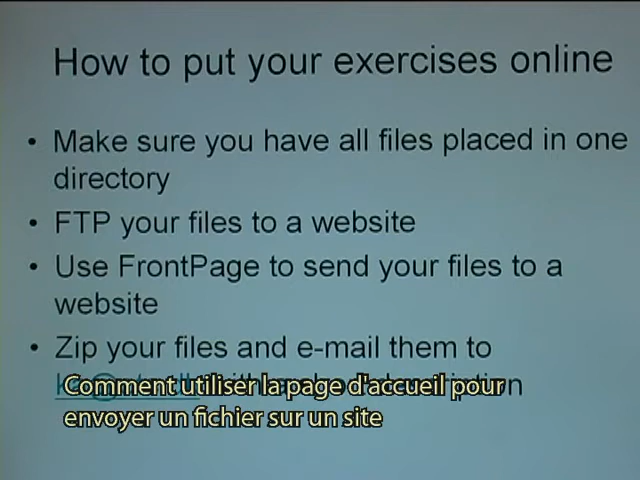 How to put your exercises online
• Make sure you have all files placed in one
directory
• FTP your files to a website
• Use FrontPage to send your files to a
website
• Zip your files and e-mail them to
Comment utiliser la page d'accueil pour
envoyer un fichier sur un site